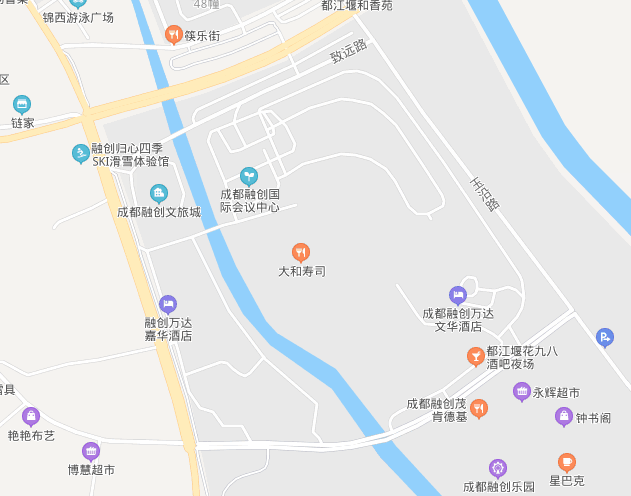 48幢
都江堰和香苑
锦西游泳广场
筷乐街
致远路
区
链家
融创归心四季
SKI滑雪体验馆
玉沿路
成都融创国
际会议中心
成都融创文旅城
大和寿司
融创万达
嘉华酒店
成都融创万达
文华酒店
都江堰花九八
酒吧夜场
永辉超市
成都融创茂
肯德基
钟书阁
艳艳布艺
博慧超市
成都融创乐园
星巴克